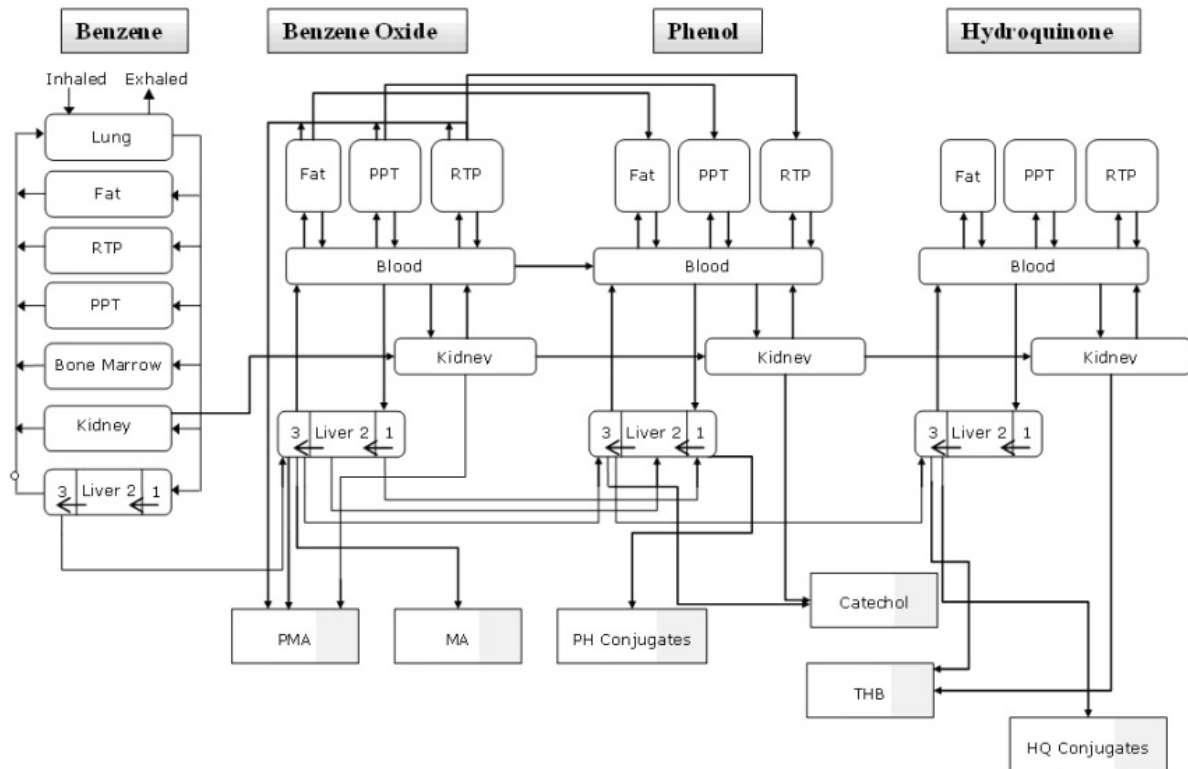 Benzene
Benzene Oxide
Phenol
Hydroquinone
Inhaled Exhaled
Lung
Fat
RTP
PPT
Bone Marrow
Kidney
3 Liver 2 1
Fat
PPT
RTP
Blood
Kidney
3 Liver 2 1
Fat
PPT
RTP
Blood
Kidney
3 Liver 2 1
Fat
PPT
RTP
Blood
Kidney
3 Liver 2 1
PMA
MA
PH Conjugates
Catechol
THB
HQ Conjugates